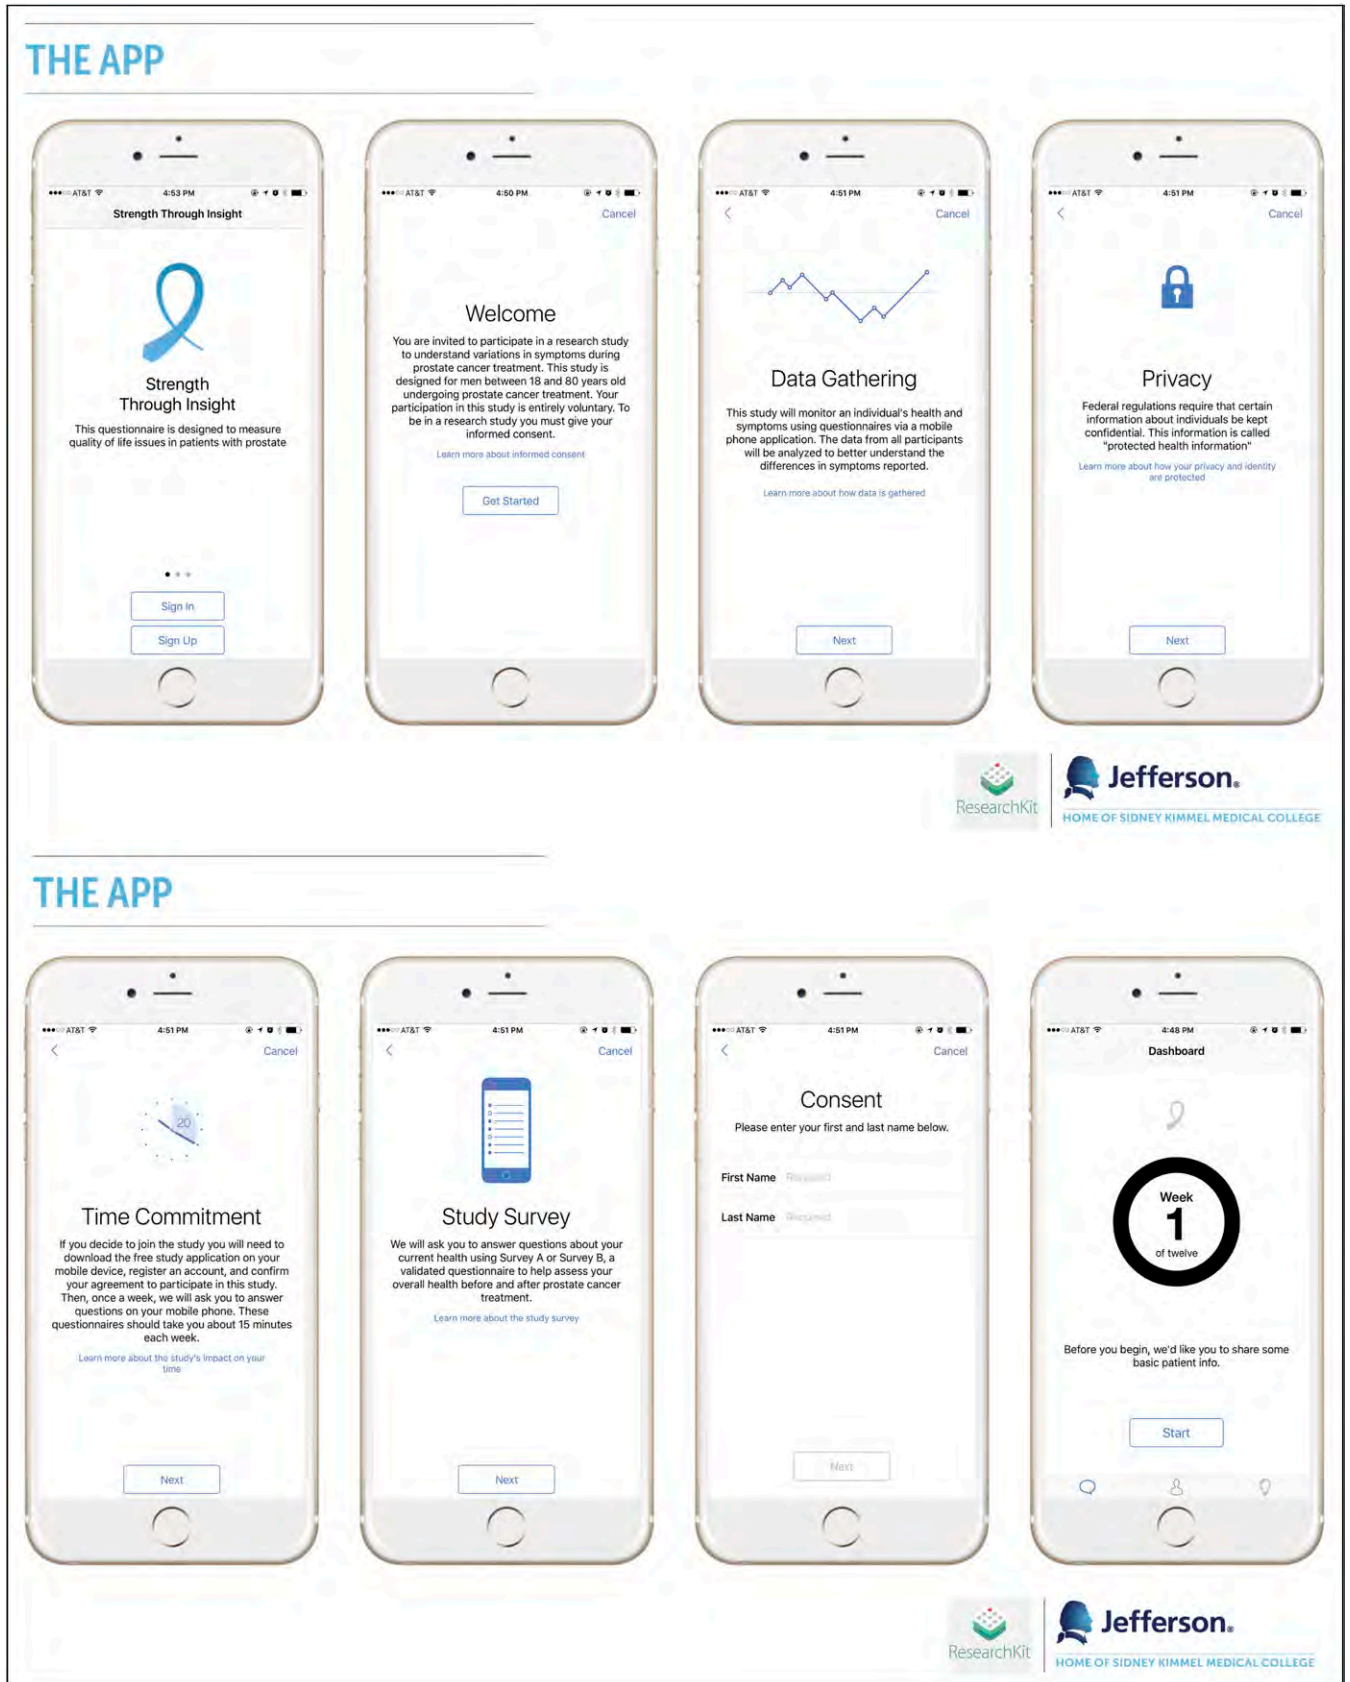 THE APP
AT&T
4:53 PM
Strength Through Insight
Strength
Through Insight
This questionnaire is designed to measure
quality of life issues in patients with prostate
Sign In
Sign Up
AT&T
4:50 PM
Cancel
Welcome
You are invited to participate in a research study
to understand variations in symptoms during
prostate cancer treatment. This study is
designed for men between 18 and 80 years old
undergoing prostate cancer treatment. Your
participation in this study is entirely voluntary. To
be in a research study you must give your
informed consent.
Learn more about informed consent
Get Started
AT&T
4:51 PM
Cancel
Data Gathering
This study will monitor an individual's health and
symptoms using questionnaires via a mobile
phone application. The data from all participants
will be analyzed to better understand the
differences in symptoms reported.
Learn more about how data is gathered
Next
AT&T
4:51 PM
Cancel
Privacy
Federal regulations require that certain
information about individuals be kept
confidential. This information is called
"protected health information"
Learn more about how your privacy and identity
are protected
Next
ResearchKit
Jefferson®
HOME OF SIDNEY KIMMEL MEDICAL COLLEGE
THE APP
AT&T
4:51 PM
Cancel
20
Time Commitment
If you decide to join the study you will need to
download the free study application on your
mobile device, register an account, and confirm
your agreement to participate in this study.
Then, once a week, we will ask you to answer
questions on your mobile phone. These
questionnaires should take you about 15 minutes
each week.
Learn more about the study's impact on your
time
Next
AT&T
4:51 PM
Cancel
Study Survey
We will ask you to answer questions about your
current health using Survey A or Survey B, a
validated questionnaire to help assess your
overall health before and after prostate cancer
treatment.
Learn more about the study survey
Next
AT&T
4:51 PM
Cancel
Consent
Please enter your first and last name below.
First Name Required
Last Name Required
Next
AT&T
4:48 PM
Dashboard
Week
1
of twelve
Before you begin, we'd like you to share some
basic patient info.
Start
ResearchKit
Jefferson®
HOME OF SIDNEY KIMMEL MEDICAL COLLEGE